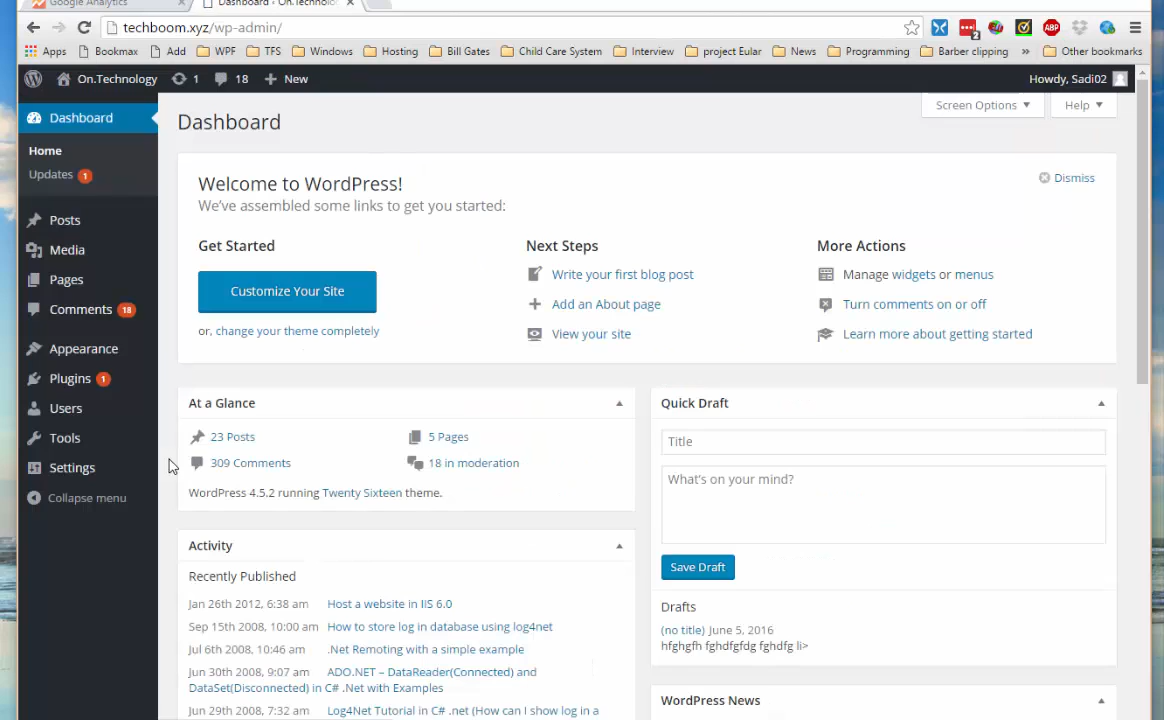 Google Analytics
Dashboard ‹ On.Technolo
techboom.xyz/wp-admin/
2
ABP
Apps Bookmax Add WPF TFS Windows Hosting Bill Gates Child Care System Interview project Eular News Programming Barber clipping » Other bookmarks
On.Technology 1 18 New Howdy, Sadi02
Dashboard
Home
Updates 1
Posts
Media
Pages
Comments 18
Appearance
Plugins 1
Users
Tools
Settings
Collapse menu
Screen Options
Help
Dashboard
Welcome to WordPress!
We've assembled some links to get you started:
Dismiss
Get Started
Customize Your Site
or, change your theme completely
Next Steps
Write your first blog post
Add an About page
View your site
More Actions
Manage widgets or menus
Turn comments on or off
Learn more about getting started
At a Glance
23 Posts
5 Pages
309 Comments
18 in moderation
WordPress 4.5.2 running Twenty Sixteen theme.
Activity
Recently Published
Jan 26th 2012, 6:38 am Host a website in IIS 6.0
Sep 15th 2008, 10:00 am How to store log in database using log4net
Jul 6th 2008, 10:46 am .Net Remoting with a simple example
Jun 30th 2008, 9:07 am ADO.NET – DataReader(Connected) and
DataSet(Disconnected) in C# .Net with Examples
Jun 29th 2008, 7:32 am Log4Net Tutorial in C# .net (How can I show log in a
Quick Draft
Title
What's on your mind?
Save Draft
Drafts
(no title) June 5, 2016
hfghgfh fghdfgfdg fghdfg li>
WordPress News